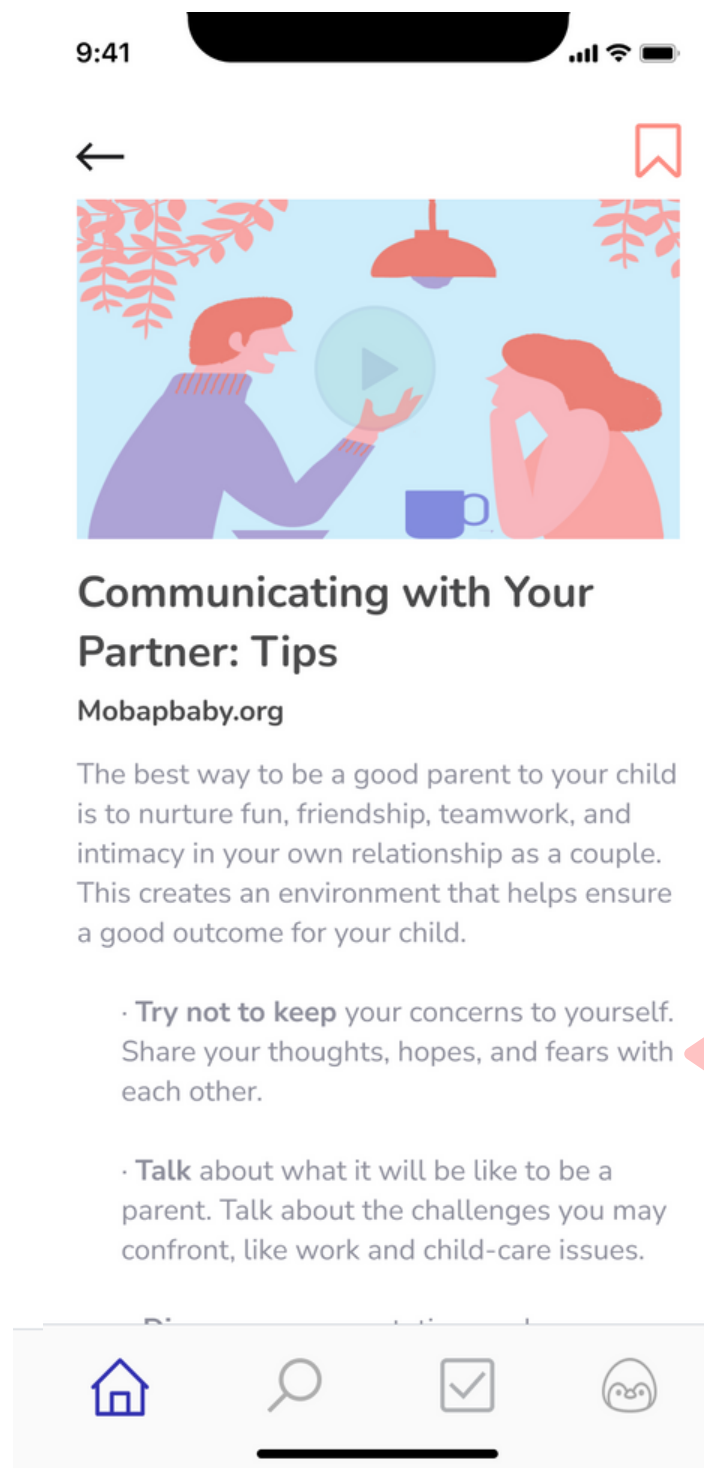 9:41
Communicating with Your
Partner: Tips
Mobapbaby.org
The best way to be a good parent to your child
is to nurture fun, friendship, teamwork, and
intimacy in your own relationship as a couple.
This creates an environment that helps ensure
a good outcome for your child.
· Try not to keep your concerns to yourself.
Share your thoughts, hopes, and fears with
each other.
· Talk about what it will be like to be a
parent. Talk about the challenges you may
confront, like work and child-care issues.